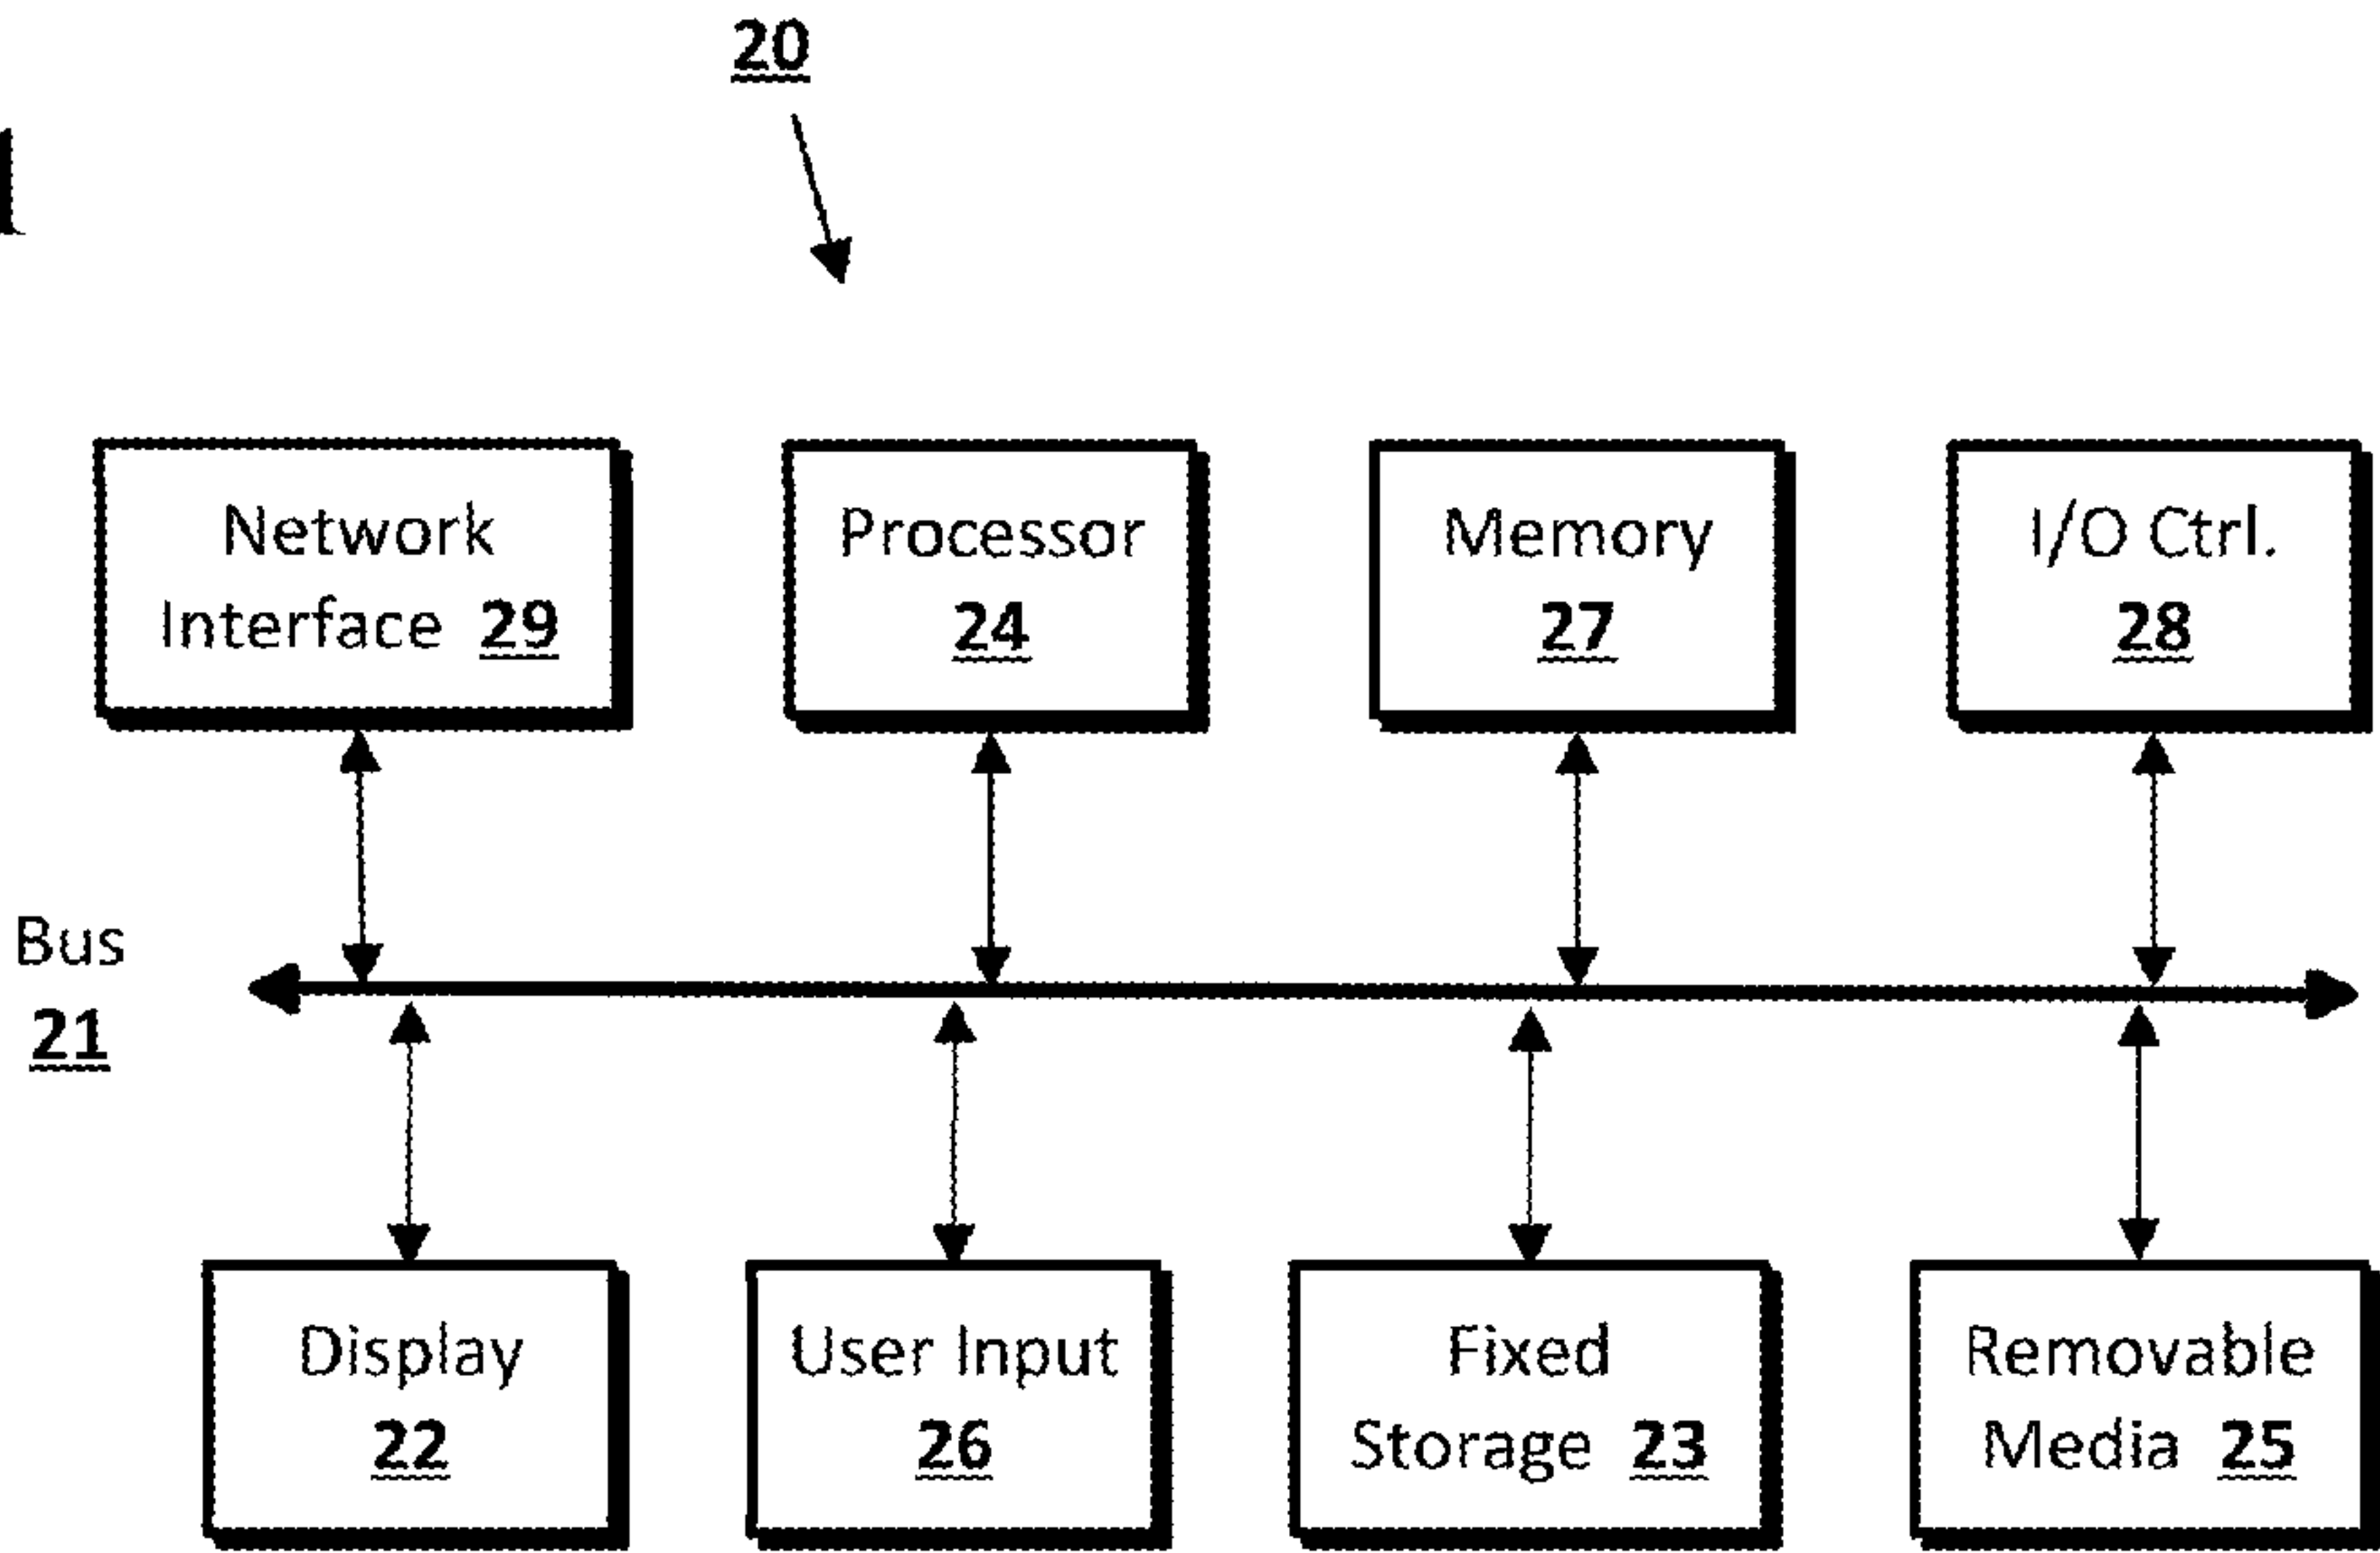 20
Network
Interface 29
Processor
24
Memory
27
I/O Ctrl.
28
Bus
21
Display
22
User Input
26
Fixed
Storage 23
Removable
Media 25